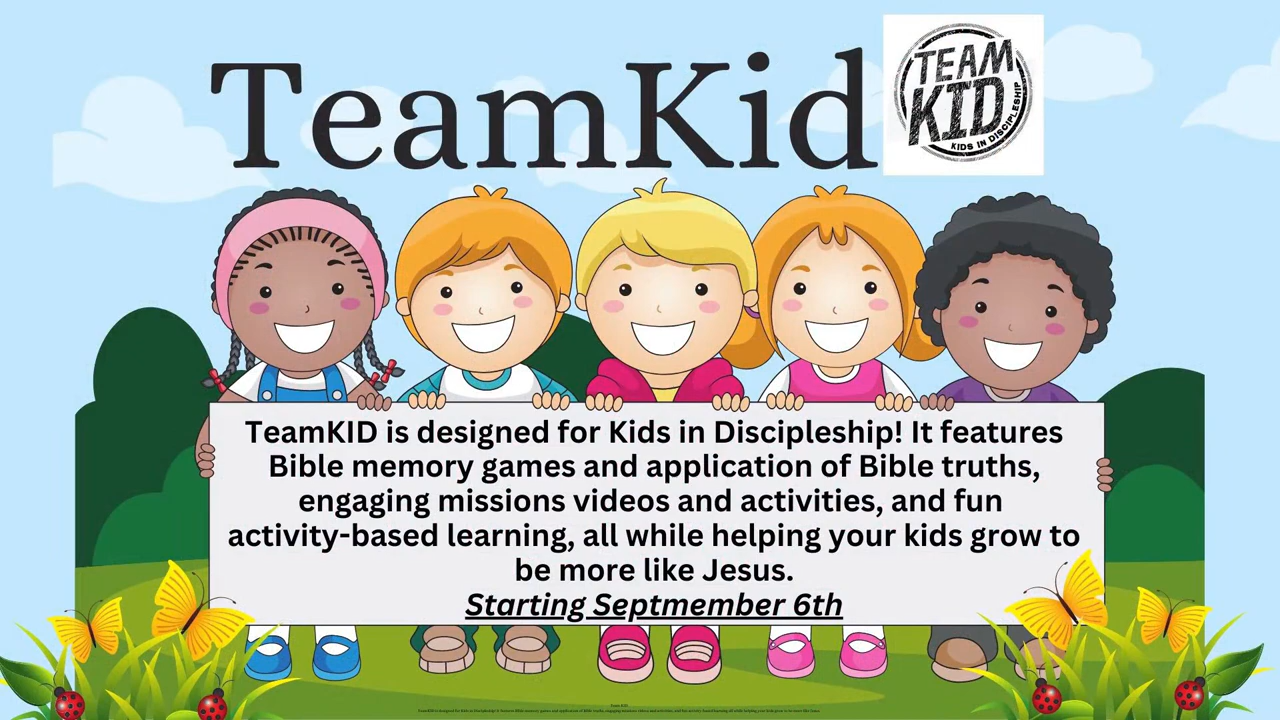 TeamKid
TEAM
KID
KIDS IN DISCIPLESHIP
TeamKID is designed for Kids in Discipleship! It features
Bible memory games and application of Bible truths,
engaging missions videos and activities, and fun
activity-based learning, all while helping your kids grow to
be more like Jesus.
Starting Septmember 6th